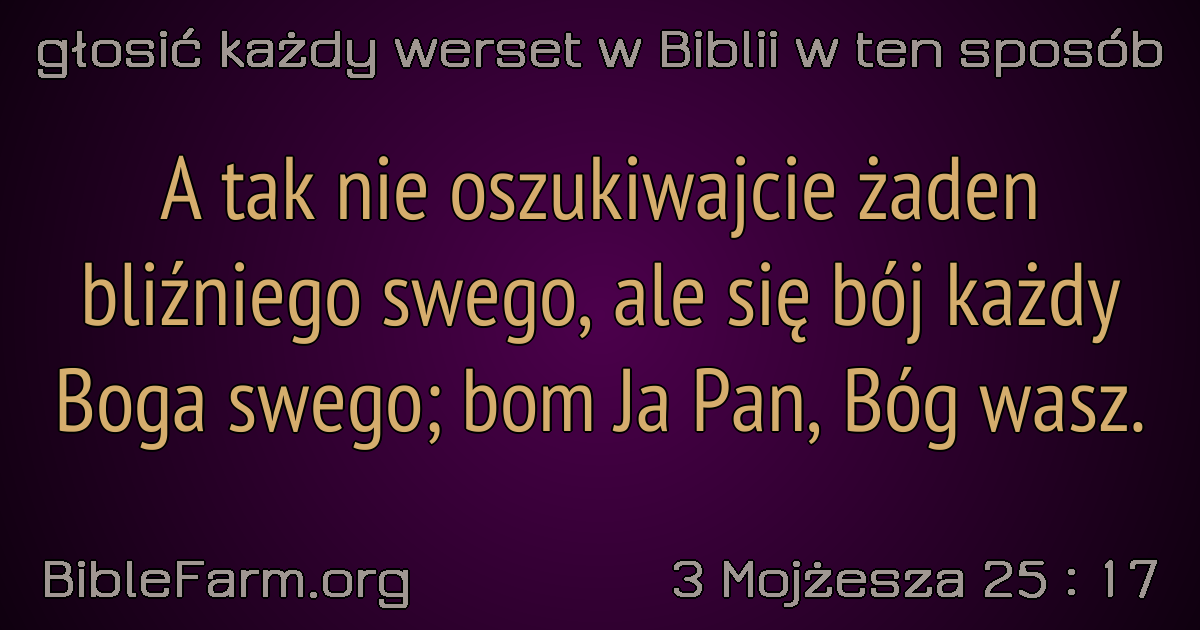 głosić każdy werset w Biblii w ten sposób
A tak nie oszukiwajcie żaden
bliźniego swego, ale się bój każdy
Boga swego; bom Ja Pan, Bóg wasz.
BibleFarm.org
3 Mojżesza 25 : 17